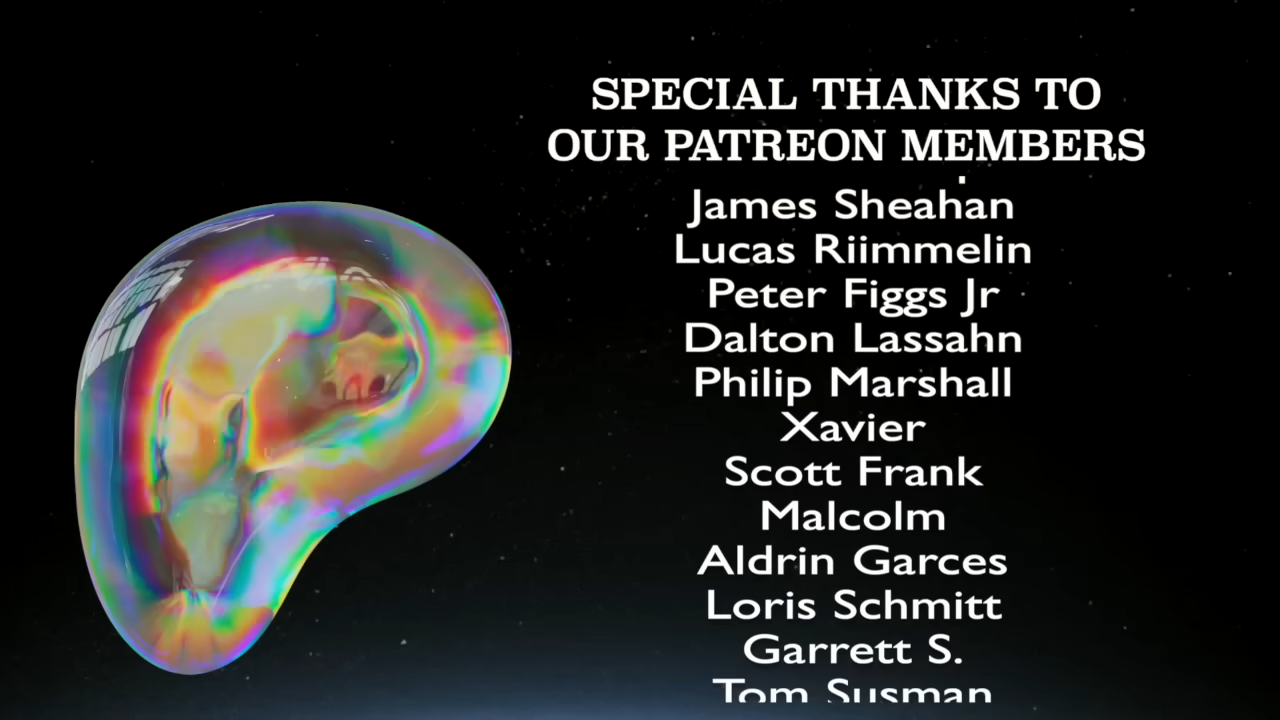 SPECIAL THANKS TO
OUR PATREON MEMBERS
James Sheahan
Lucas Riimmelin
Peter Figgs Jr
Dalton Lassahn
Philip Marshall
Xavier
Scott Frank
Malcolm
Aldrin Garces
Loris Schmitt
Garrett S.
Tom Susman